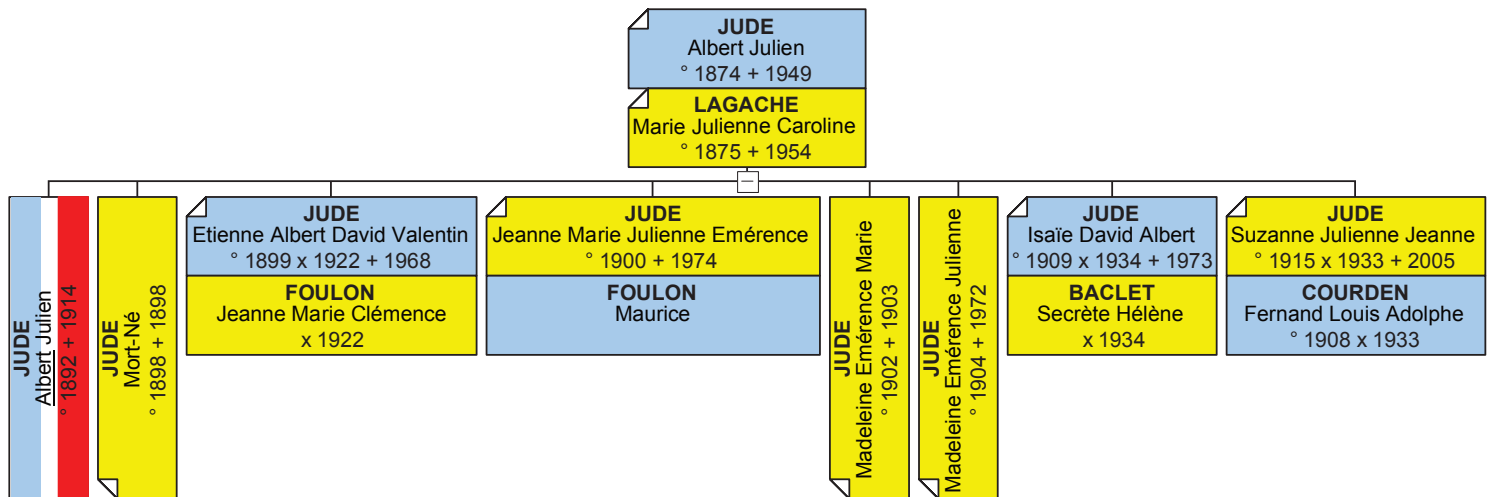 JUDE
Albert Julien
° 1874 + 1949
LAGACHE
Marie Julienne Caroline
° 1875 + 1954
JUDE
Albert Julien
° 1892 + 1914
JUDE
Mort-Né
° 1898 + 1898
JUDE
Etienne Albert David Valentin
° 1899 x 1922 + 1968
FOULON
Jeanne Marie Clémence
x 1922
JUDE
Jeanne Marie Julienne Emérence
° 1900 + 1974
FOULON
Maurice
JUDE
Madeleine Emérence Marie
° 1902 + 1903
JUDE
Madeleine Emérence Julienne
° 1904 + 1972
JUDE
Isaïe David Albert
° 1909 x 1934 + 1973
BACLET
Secrète Hélène
x 1934
JUDE
Suzanne Julienne Jeanne
° 1915 x 1933 + 2005
COURDEN
Fernand Louis Adolphe
° 1908 x 1933